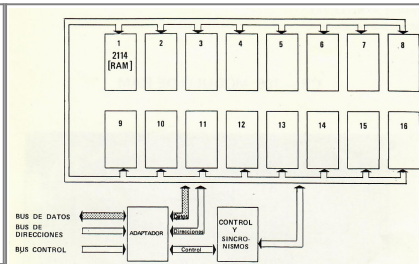 1 2 3 4 5 6 7 8
2114
[RAM]
9 10 11 12 13 14 15 16
BUS DE DATOS
Datos
BUS DE
DIRECCIONES
Direcciones
ADAPTADOR
CONTROL
Y
SINCRO-
NISMOS
BUS CONTROL
Control